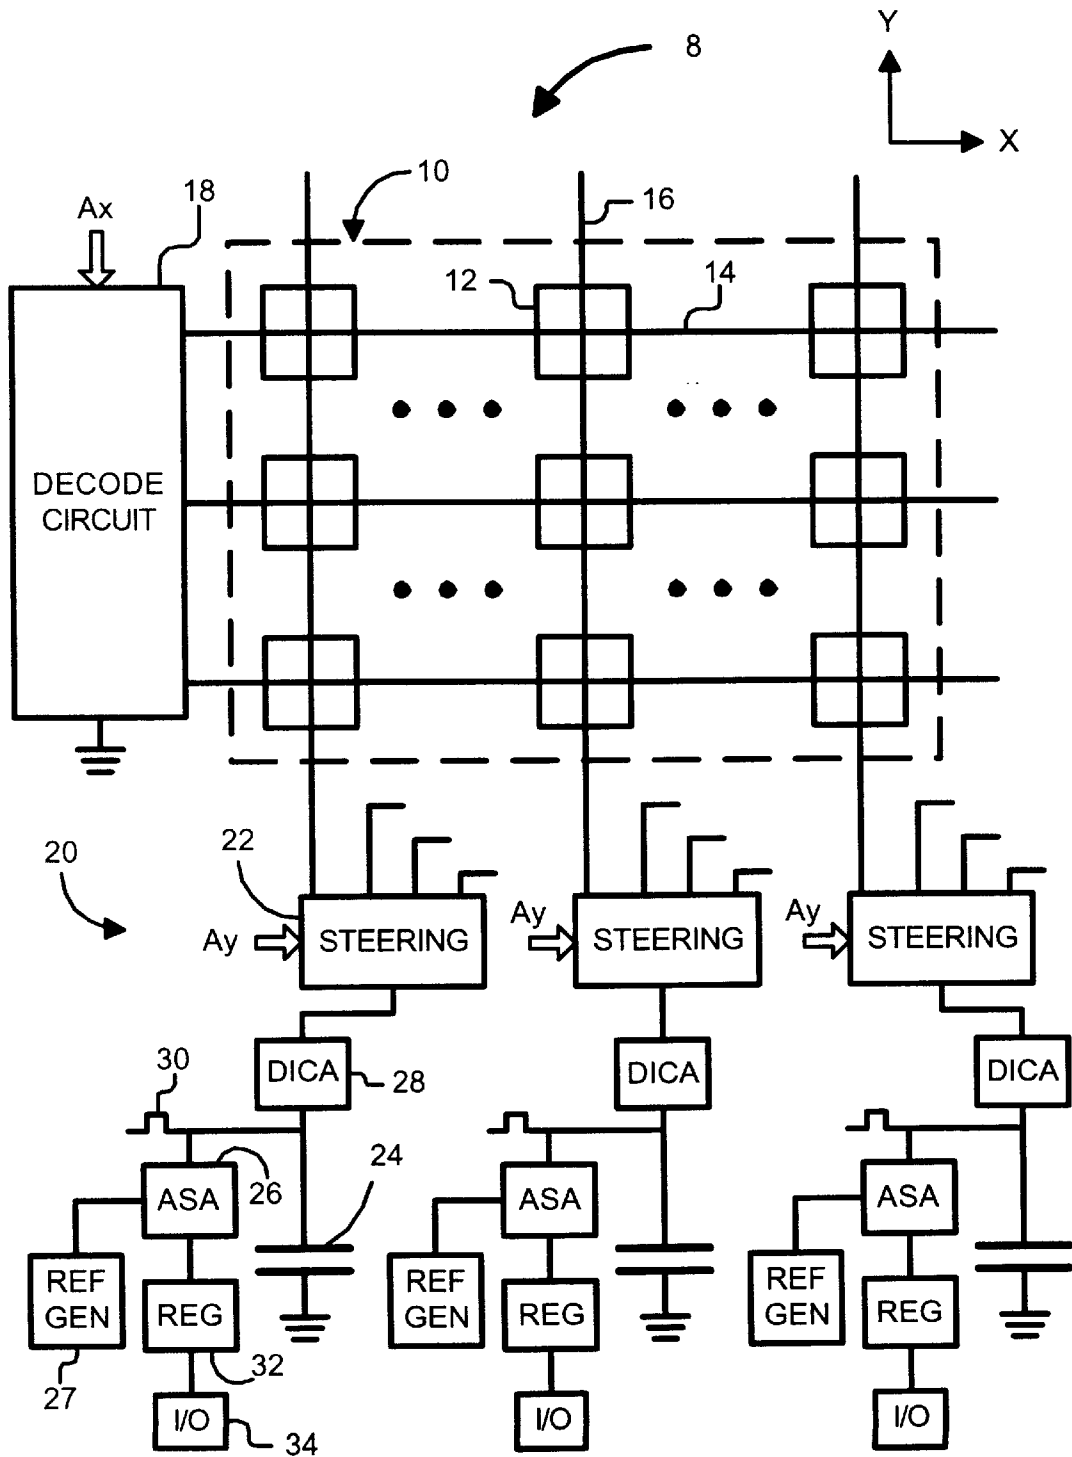 Y
8
X
10
18
Ax
16
12
14
DECODE
CIRCUIT
20
22
Ay
STEERING
Ay
STEERING
Ay
STEERING
30
DICA
28
DICA
DICA
24
26
ASA
ASA
ASA
REF
GEN
REG
REF
GEN
REG
REF
GEN
REG
27
32
I/O
34
I/O
I/O